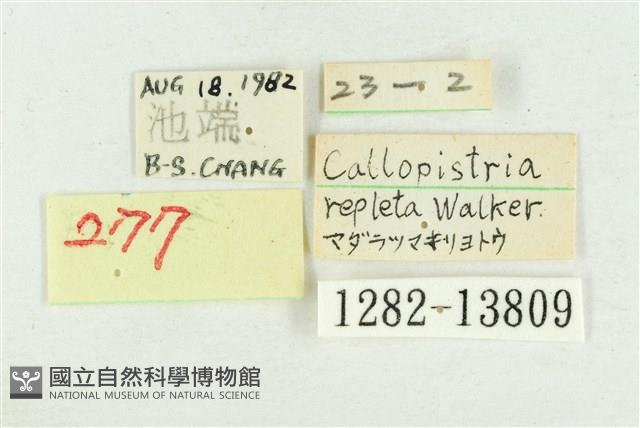 AUG 18. 1982
池端
B-S. CHANG
23－2
Callopistria
repleta Walker.
マダラツマキリヨトウ
277
1282-13809
國立自然科學博物館
NATIONAL MUSEUM OF NATURAL SCIENCE